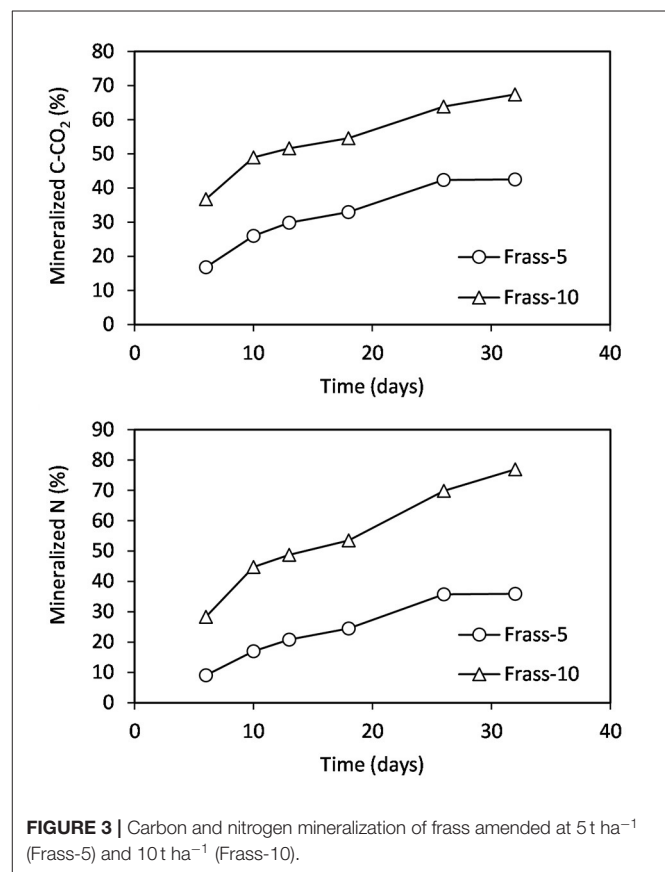 80
70
60
50
40
30
20
10
0
Mineralized C-CO₂ (%)
Frass-5
Frass-10
0 10 20 30 40
Time (days)
90
80
70
60
50
40
30
20
10
0
Mineralized N (%)
Frass-5
Frass-10
0 10 20 30 40
Time (days)
FIGURE 3 | Carbon and nitrogen mineralization of frass amended at 5 t ha⁻¹
(Frass-5) and 10 t ha⁻¹ (Frass-10).